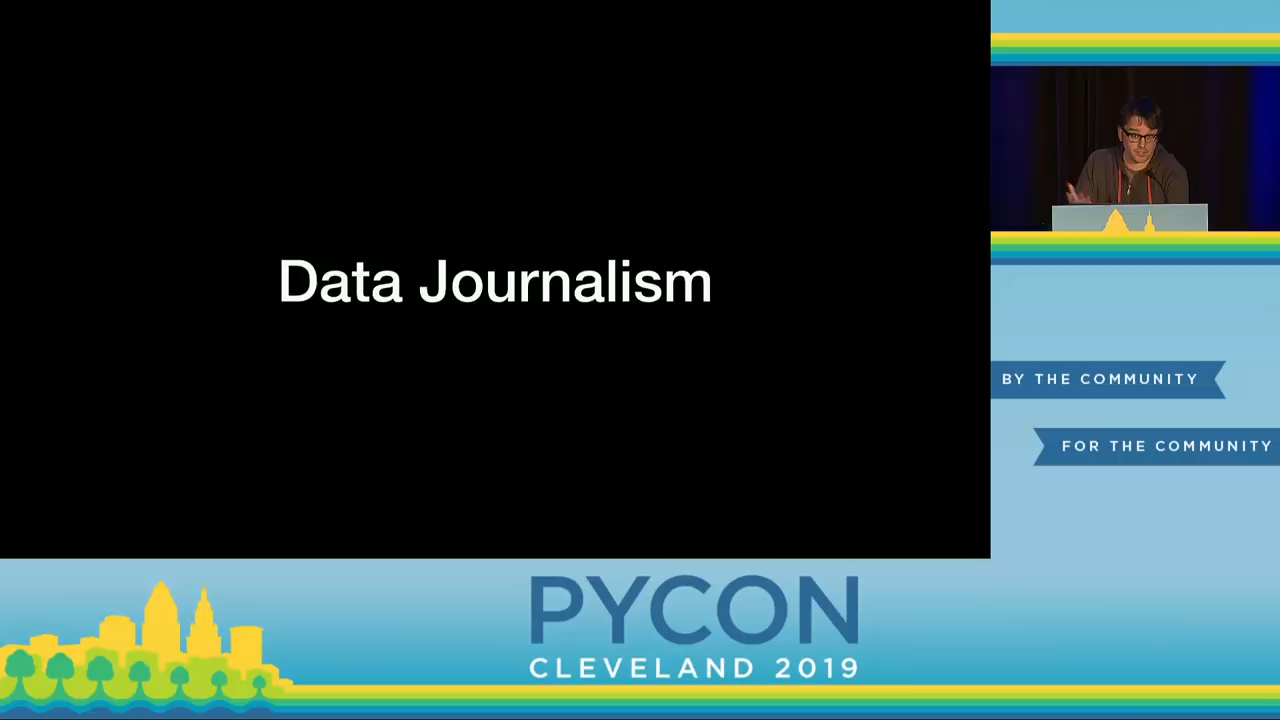 Data Journalism
BY THE COMMUNITY
FOR THE COMMUNITY
PYCON
CLEVELAND 2019